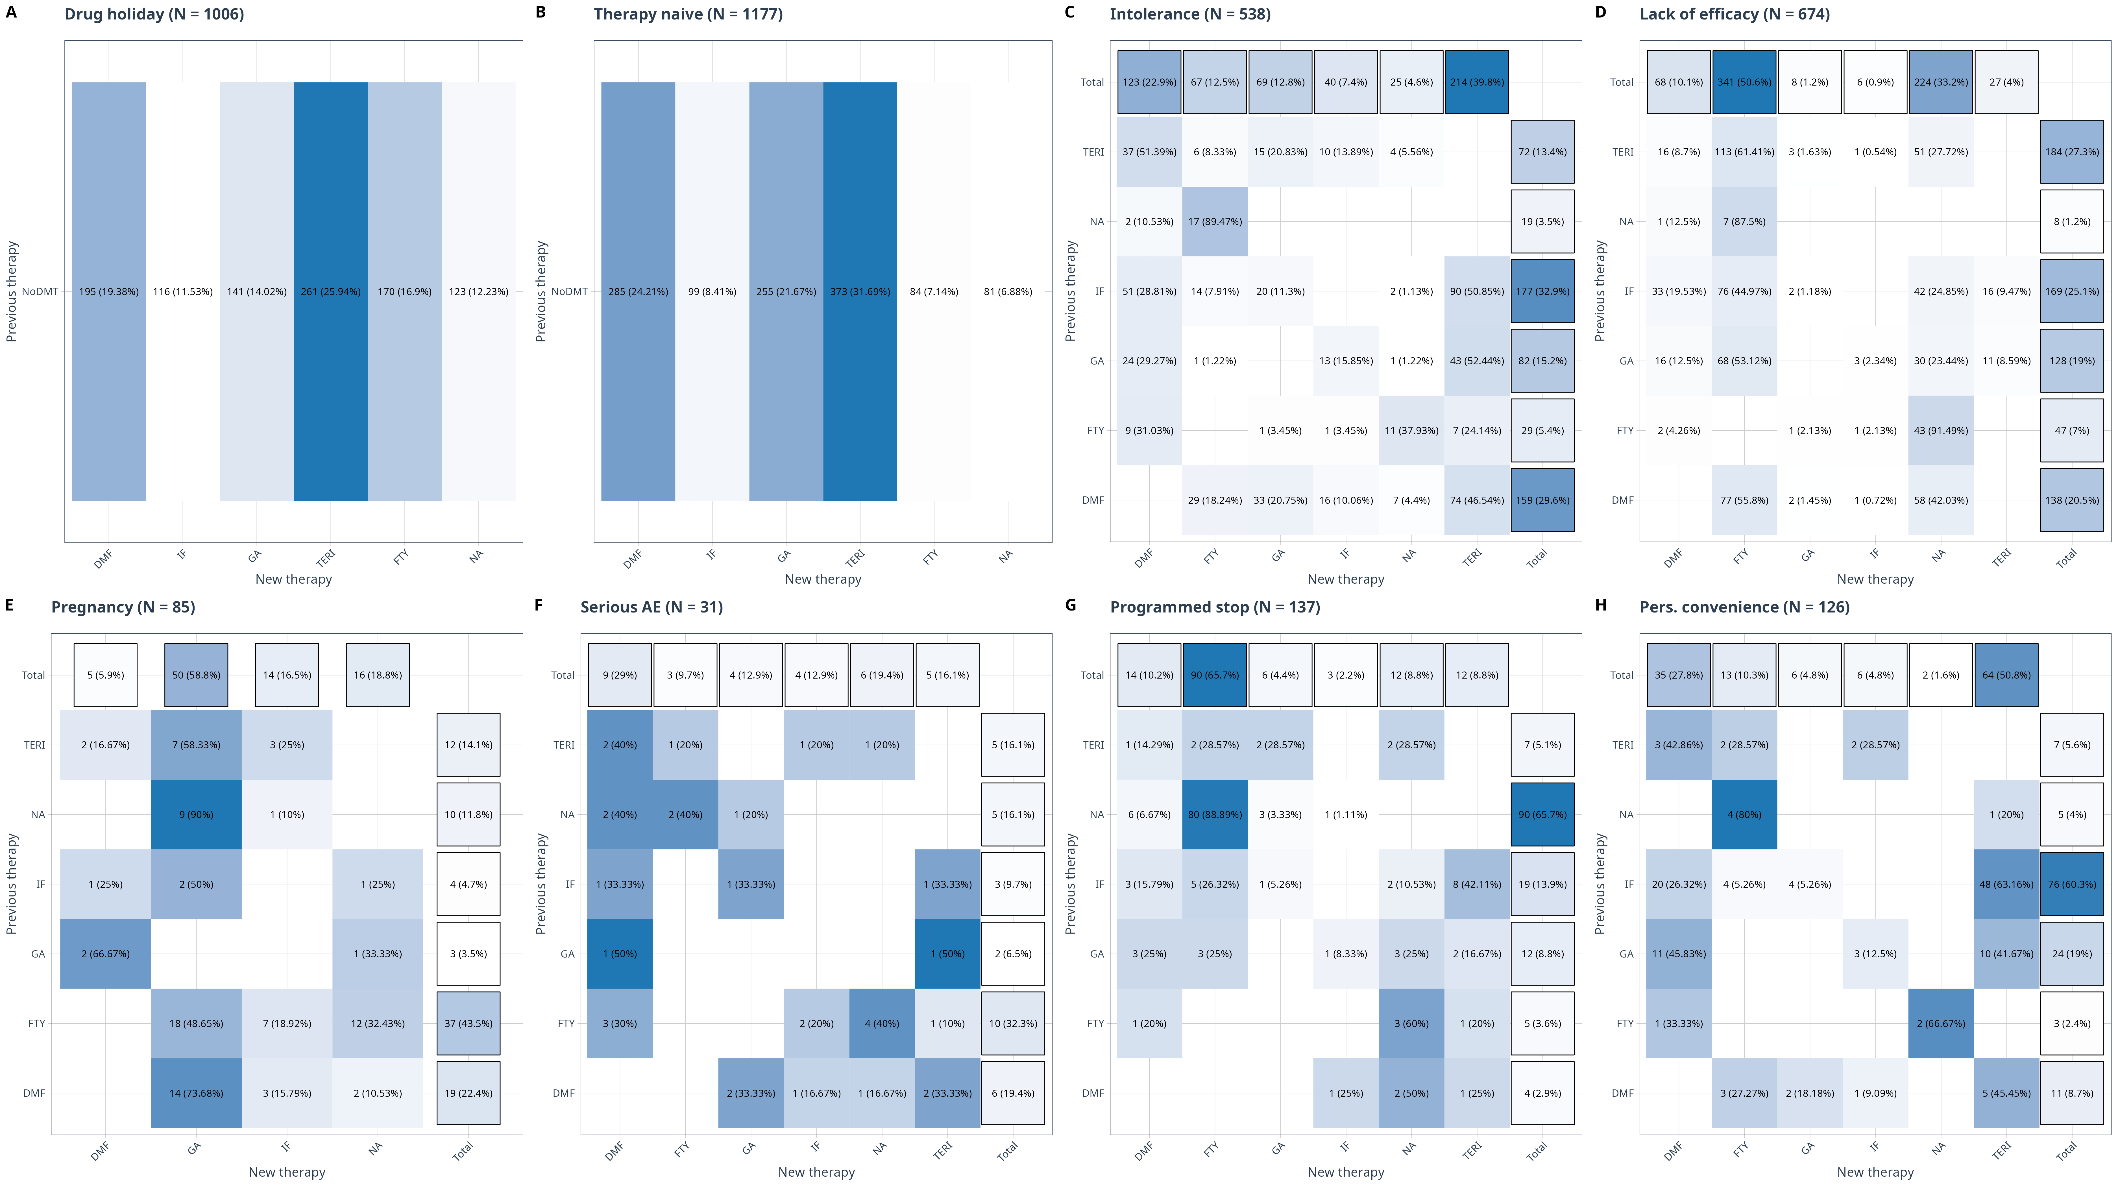 A Drug holiday (N = 1006)
Previous therapy
NoDMT 195 (19.38%) 116 (11.53%) 141 (14.02%) 261 (25.94%) 170 (16.9%) 123 (12.23%)
DMF IF GA TERI FTY NA
New therapy
B Therapy naive (N = 1177)
Previous therapy
NoDMT 285 (24.21%) 99 (8.41%) 255 (21.67%) 373 (31.69%) 84 (7.14%) 81 (6.88%)
DMF IF GA TERI FTY NA
New therapy
C Intolerance (N = 538)
Previous therapy
Total 123 (22.9%) 67 (12.5%) 69 (12.8%) 40 (7.4%) 25 (4.6%) 214 (39.8%)
TERI 37 (51.39%) 6 (8.33%) 15 (20.83%) 10 (13.89%) 4 (5.56%) 72 (13.4%)
NA 2 (10.53%) 17 (89.47%) 19 (3.5%)
IF 51 (28.81%) 14 (7.91%) 20 (11.3%) 2 (1.13%) 90 (50.85%) 177 (32.9%)
GA 24 (29.27%) 1 (1.22%) 13 (15.85%) 1 (1.22%) 43 (52.44%) 82 (15.2%)
FTY 9 (31.03%) 1 (3.45%) 1 (3.45%) 11 (37.93%) 7 (24.14%) 29 (5.4%)
DMF 29 (18.24%) 33 (20.75%) 16 (10.06%) 7 (4.4%) 74 (46.54%) 159 (29.6%)
DMF FTY GA IF NA TERI Total
New therapy
D Lack of efficacy (N = 674)
Previous therapy
Total 68 (10.1%) 341 (50.6%) 8 (1.2%) 6 (0.9%) 224 (33.2%) 27 (4%)
TERI 16 (8.7%) 113 (61.41%) 3 (1.63%) 1 (0.54%) 51 (27.72%) 184 (27.3%)
NA 1 (12.5%) 7 (87.5%) 8 (1.2%)
IF 33 (19.53%) 76 (44.97%) 2 (1.18%) 42 (24.85%) 16 (9.47%) 169 (25.1%)
GA 16 (12.5%) 68 (53.12%) 3 (2.34%) 30 (23.44%) 11 (8.59%) 128 (19%)
FTY 2 (4.26%) 1 (2.13%) 1 (2.13%) 43 (91.49%) 47 (7%)
DMF 77 (55.8%) 2 (1.45%) 1 (0.72%) 58 (42.03%) 138 (20.5%)
DMF FTY GA IF NA TERI Total
New therapy
E Pregnancy (N = 85)
Previous therapy
Total 5 (5.9%) 50 (58.8%) 14 (16.5%) 16 (18.8%)
TERI 2 (16.67%) 7 (58.33%) 3 (25%) 12 (14.1%)
NA 9 (90%) 1 (10%) 10 (11.8%)
IF 1 (25%) 2 (50%) 1 (25%) 4 (4.7%)
GA 2 (66.67%) 1 (33.33%) 3 (3.5%)
FTY 18 (48.65%) 7 (18.92%) 12 (32.43%) 37 (43.5%)
DMF 14 (73.68%) 3 (15.79%) 2 (10.53%) 19 (22.4%)
DMF GA IF NA Total
New therapy
F Serious AE (N = 31)
Previous therapy
Total 9 (29%) 3 (9.7%) 4 (12.9%) 4 (12.9%) 6 (19.4%) 5 (16.1%)
TERI 2 (40%) 1 (20%) 1 (20%) 1 (20%) 5 (16.1%)
NA 2 (40%) 2 (40%) 1 (20%) 5 (16.1%)
IF 1 (33.33%) 1 (33.33%) 1 (33.33%) 3 (9.7%)
GA 1 (50%) 1 (50%) 2 (6.5%)
FTY 3 (30%) 2 (20%) 4 (40%) 1 (10%) 10 (32.3%)
DMF 2 (33.33%) 1 (16.67%) 1 (16.67%) 2 (33.33%) 6 (19.4%)
DMF FTY GA IF NA TERI Total
New therapy
G Programmed stop (N = 137)
Previous therapy
Total 14 (10.2%) 90 (65.7%) 6 (4.4%) 3 (2.2%) 12 (8.8%) 12 (8.8%)
TERI 1 (14.29%) 2 (28.57%) 2 (28.57%) 2 (28.57%) 7 (5.1%)
NA 6 (6.67%) 80 (88.89%) 3 (3.33%) 1 (1.11%) 90 (65.7%)
IF 3 (15.79%) 5 (26.32%) 1 (5.26%) 2 (10.53%) 8 (42.11%) 19 (13.9%)
GA 3 (25%) 3 (25%) 1 (8.33%) 3 (25%) 2 (16.67%) 12 (8.8%)
FTY 1 (20%) 3 (60%) 1 (20%) 5 (3.6%)
DMF 1 (25%) 2 (50%) 1 (25%) 4 (2.9%)
DMF FTY GA IF NA TERI Total
New therapy
H Pers. convenience (N = 126)
Previous therapy
Total 35 (27.8%) 13 (10.3%) 6 (4.8%) 6 (4.8%) 2 (1.6%) 64 (50.8%)
TERI 3 (42.86%) 2 (28.57%) 2 (28.57%) 7 (5.6%)
NA 4 (80%) 1 (20%) 5 (4%)
IF 20 (26.32%) 4 (5.26%) 4 (5.26%) 48 (63.16%) 76 (60.3%)
GA 11 (45.83%) 3 (12.5%) 10 (41.67%) 24 (19%)
FTY 1 (33.33%) 2 (66.67%) 3 (2.4%)
DMF 3 (27.27%) 2 (18.18%) 1 (9.09%) 5 (45.45%) 11 (8.7%)
DMF FTY GA IF NA TERI Total
New therapy